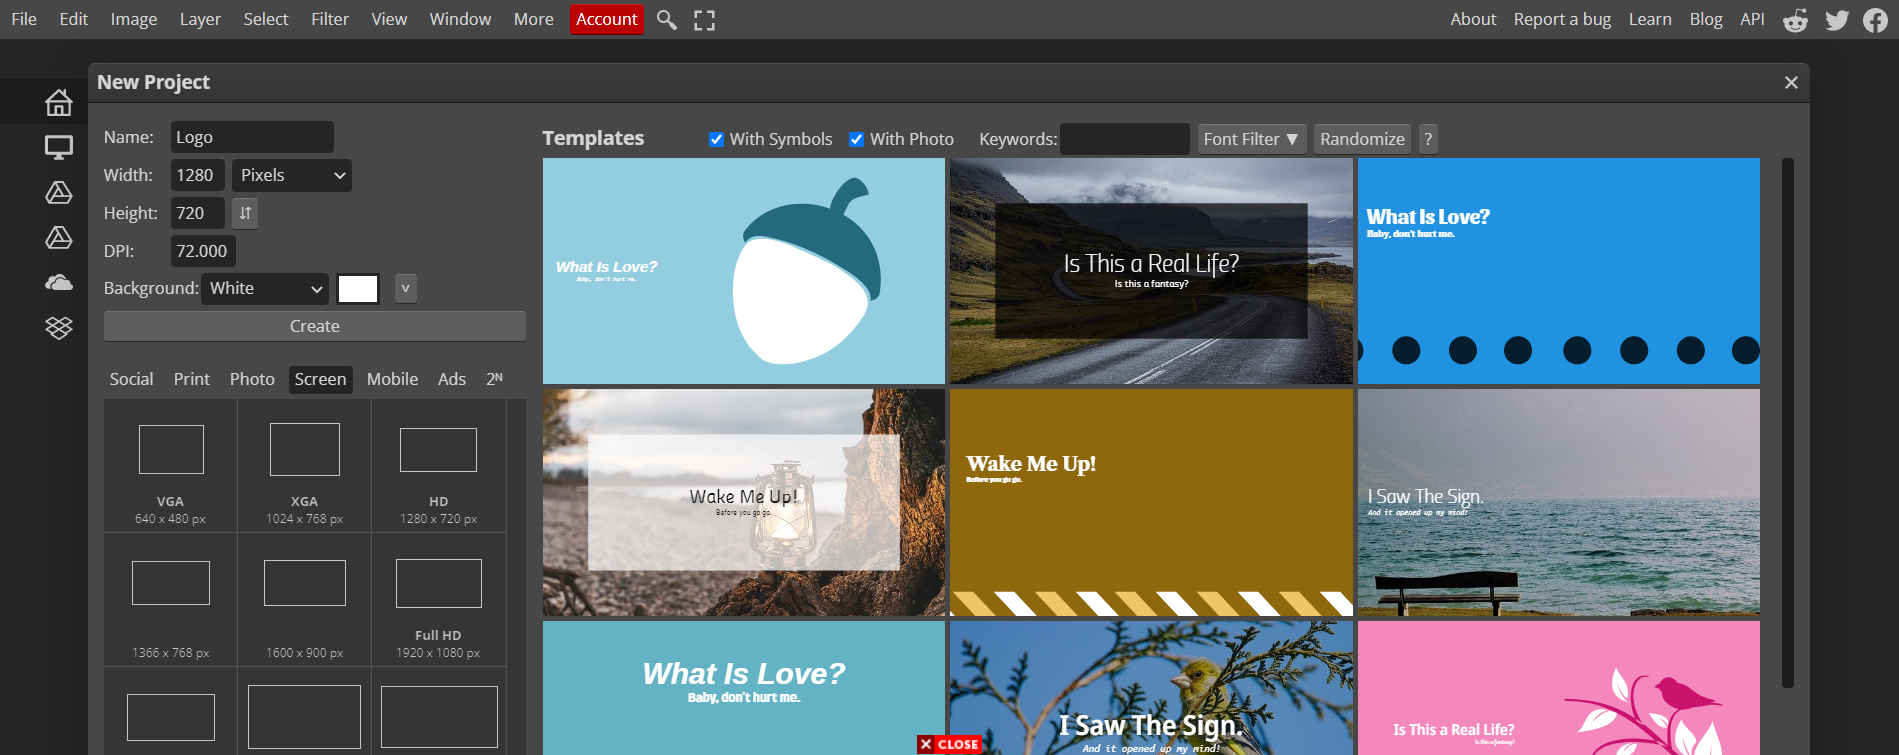 File Edit Image Layer Select Filter View Window More Account About Report a bug Learn Blog API
New Project
Name: Logo
Width: 1280 Pixels
Height: 720
DPI: 72.000
Background: White v
Create
Social Print Photo Screen Mobile Ads 2N
VGA
640 x 480 px
XGA
1024 x 768 px
HD
1280 x 720 px
1366 x 768 px
1600 x 900 px
Full HD
1920 x 1080 px
Templates With Symbols With Photo Keywords: Font Filter ▼ Randomize ?
What Is Love?
Baby, don't hurt me.
Is This a Real Life?
Is this a fantasy?
What Is Love?
Baby, don't hurt me.
Wake Me Up!
Before you go go.
Wake Me Up!
Before you go go.
I Saw The Sign.
And it opened up my mind!
What Is Love?
Baby, don't hurt me.
I Saw The Sign.
And it opened up my mind!
Is This a Real Life?
Is this a fantasy?
X CLOSE